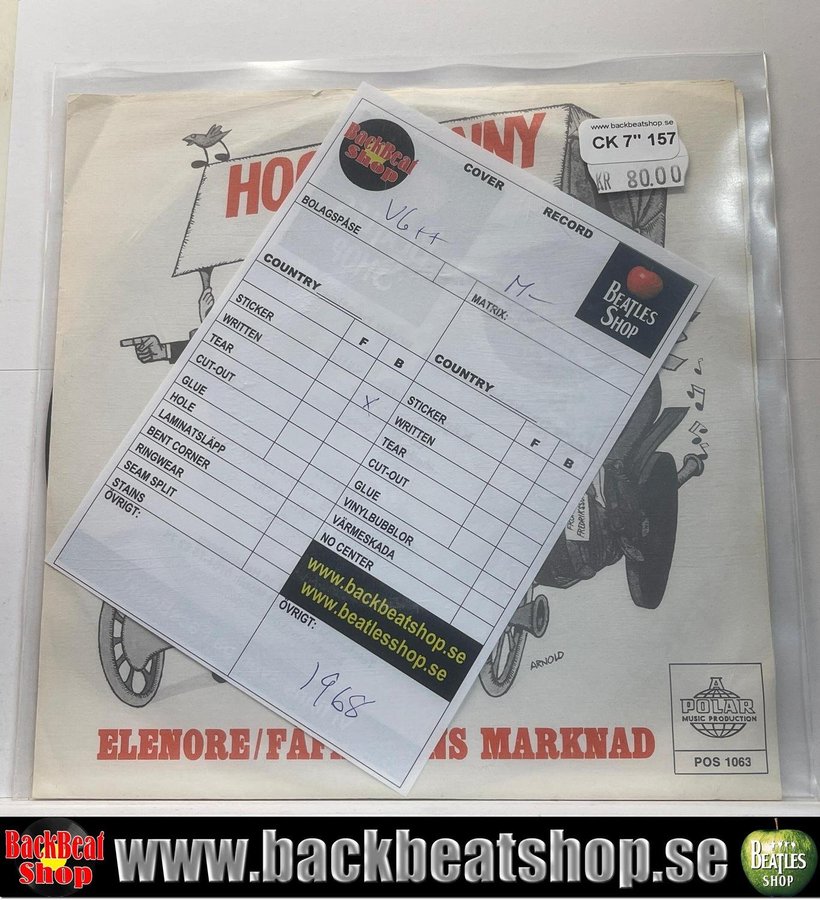 HO
NNY
www.backbeatshop.se
CK 7" 157
KR 80.00
BackBeat
Shop
COVER
RECORD
VG++
M-
BEATLES
SHOP
BOLAGSPÅSE
MATRIX:
COUNTRY
F
B
STICKER
WRITTEN
TEAR
X
CUT-OUT
GLUE
HOLE
LAMINATSLÄPP
BENT CORNER
RINGWEAR
SEAM SPLIT
STAINS
ÖVRIGT:
COUNTRY
F
B
STICKER
WRITTEN
TEAR
CUT-OUT
GLUE
VINYLBUBBLOR
VÄRMESKADA
NO CENTER
www.backbeatshop.se
www.beatlesshop.se
ÖVRIGT:
1968
ARNOLD
A
POLAR
MUSIC PRODUCTION
POS 1063
ELENORE/FA NS MARKNAD
BackBeat
Shop
www.backbeatshop.se
BEATLES
SHOP